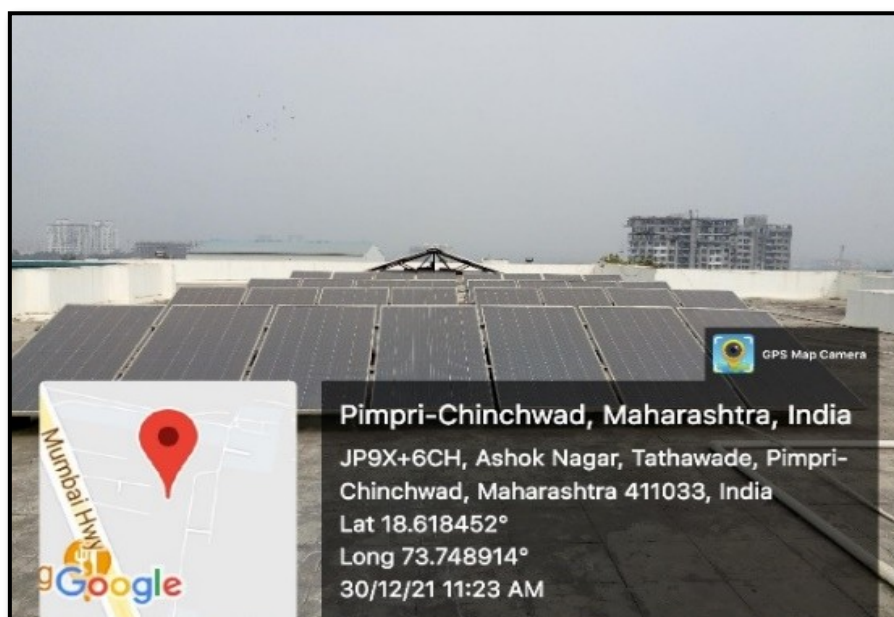 GPS Map Camera
Pimpri-Chinchwad, Maharashtra, India
JP9X+6CH, Ashok Nagar, Tathawade, Pimpri-
Chinchwad, Maharashtra 411033, India
Lat 18.618452°
Long 73.748914°
30/12/21 11:23 AM
Mumbai Hwy
g
Google